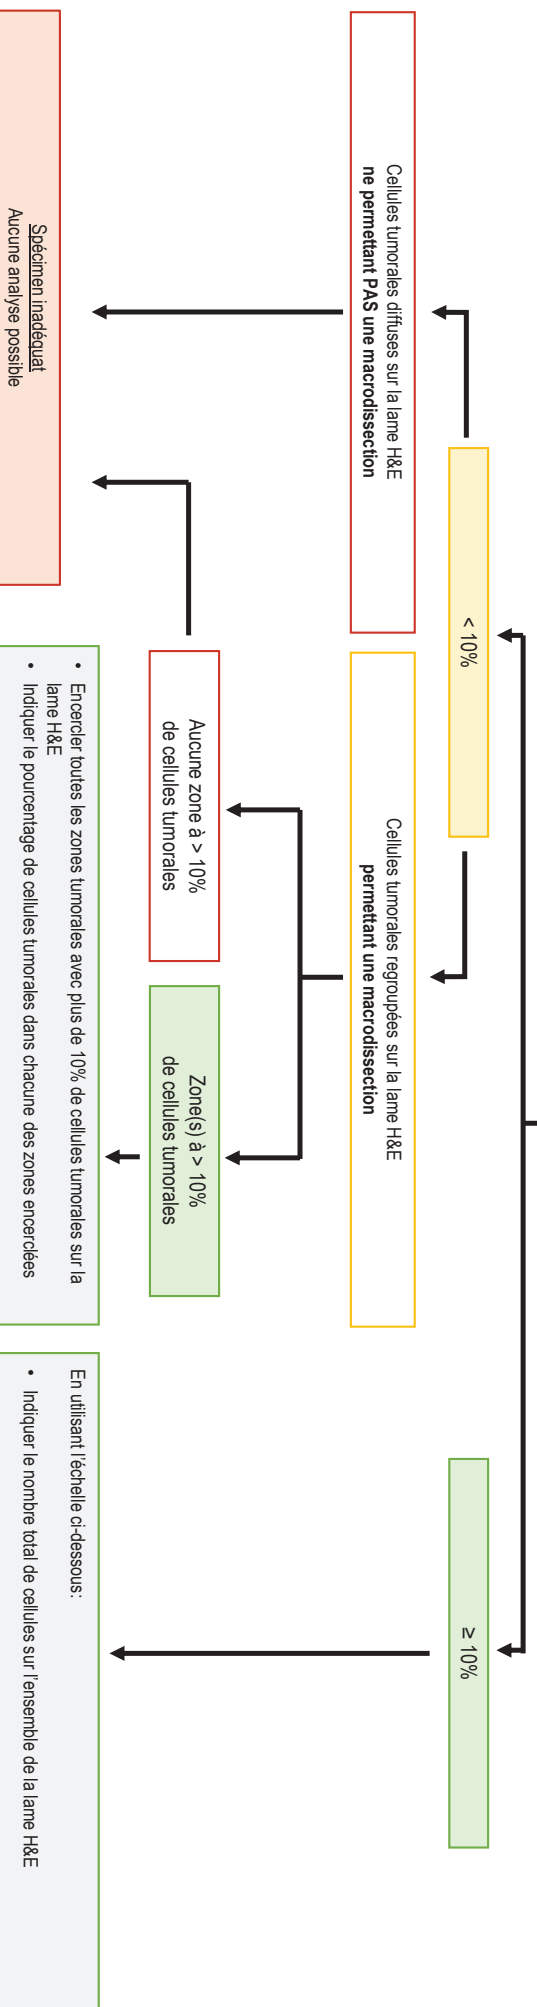 < 10%
≥ 10%
Cellules tumorales diffuses sur la lame H&E
ne permettant PAS une macrodissection
Cellules tumorales regroupées sur la lame H&E
permettant une macrodissection
Aucune zone à > 10%
de cellules tumorales
Zone(s) à > 10%
de cellules tumorales
Spécimen inadéquat
Aucune analyse possible
• Encercler toutes les zones tumorales avec plus de 10% de cellules tumorales sur la
lame H&E
• Indiquer le pourcentage de cellules tumorales dans chacune des zones encerclées
En utilisant l'échelle ci-dessous:
• Indiquer le nombre total de cellules sur l'ensemble de la lame H&E